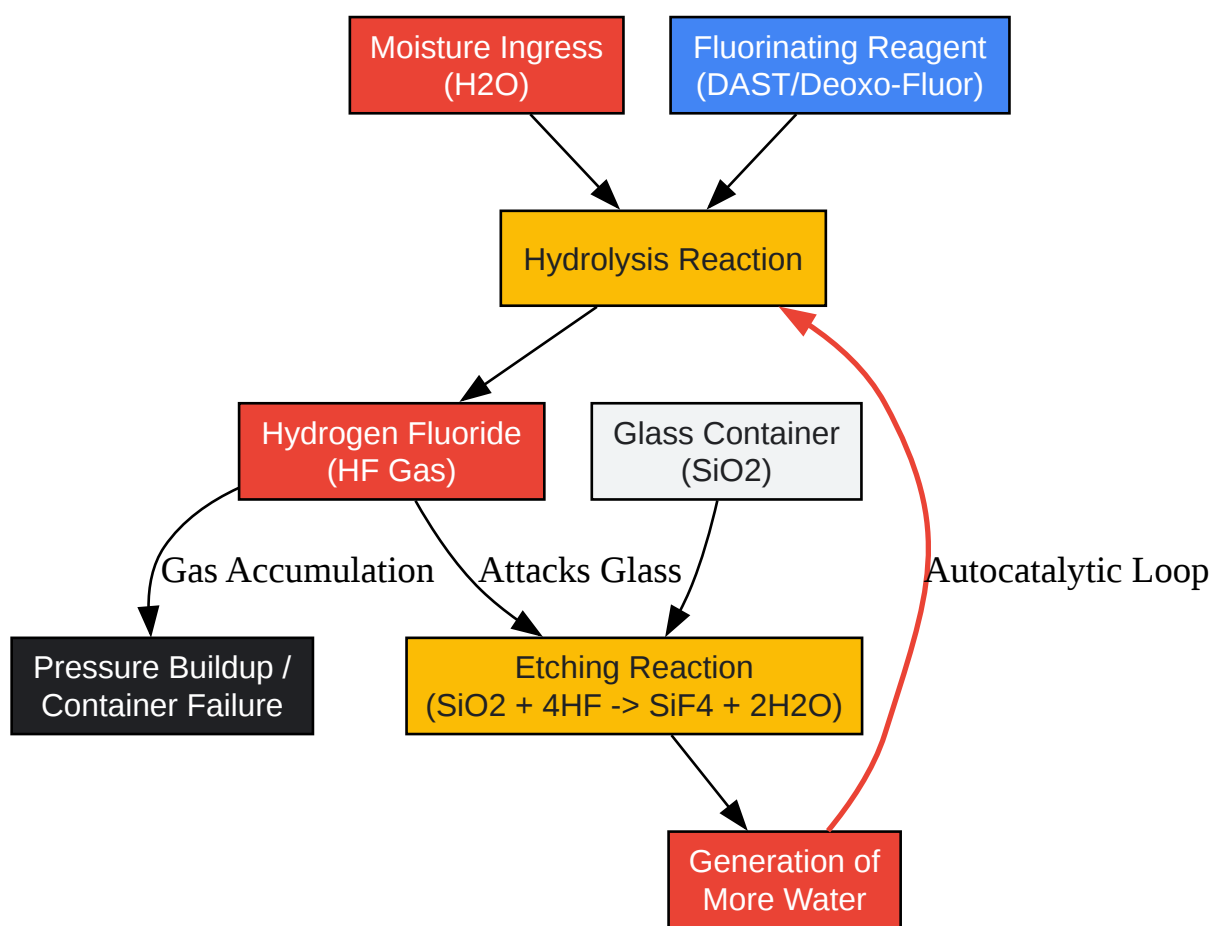 Moisture Ingress
(H2O)
Fluorinating Reagent
(DAST/Deoxo-Fluor)
Hydrolysis Reaction
Hydrogen Fluoride
(HF Gas)
Glass Container
(SiO2)
Gas Accumulation
Attacks Glass
Autocatalytic Loop
Pressure Buildup /
Container Failure
Etching Reaction
(SiO2 + 4HF -> SiF4 + 2H2O)
Generation of
More Water